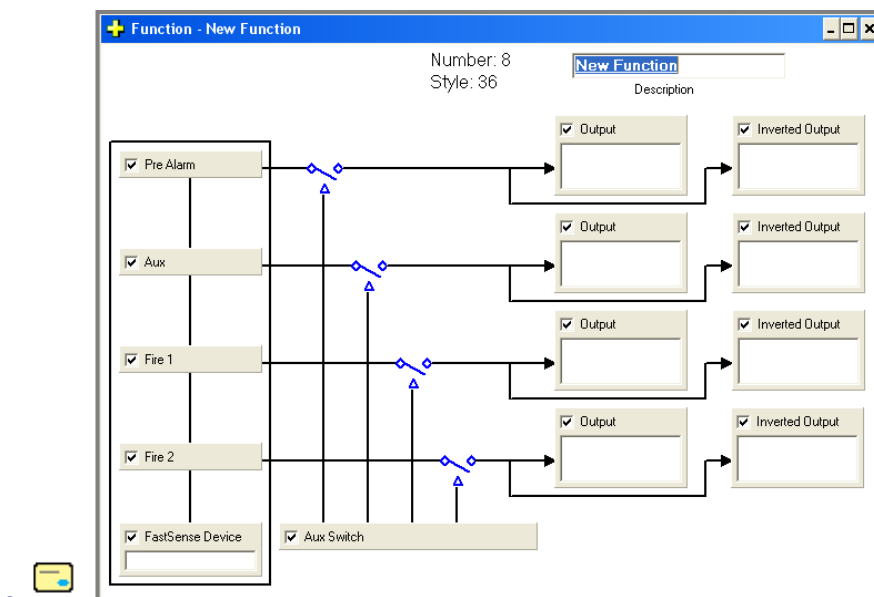 Function - New Function
Number: 8
Style: 36
New Function
Description
Output
Inverted Output
Pre Alarm
Output
Inverted Output
Aux
Output
Inverted Output
Fire 1
Output
Inverted Output
Fire 2
FastSense Device
Aux Switch